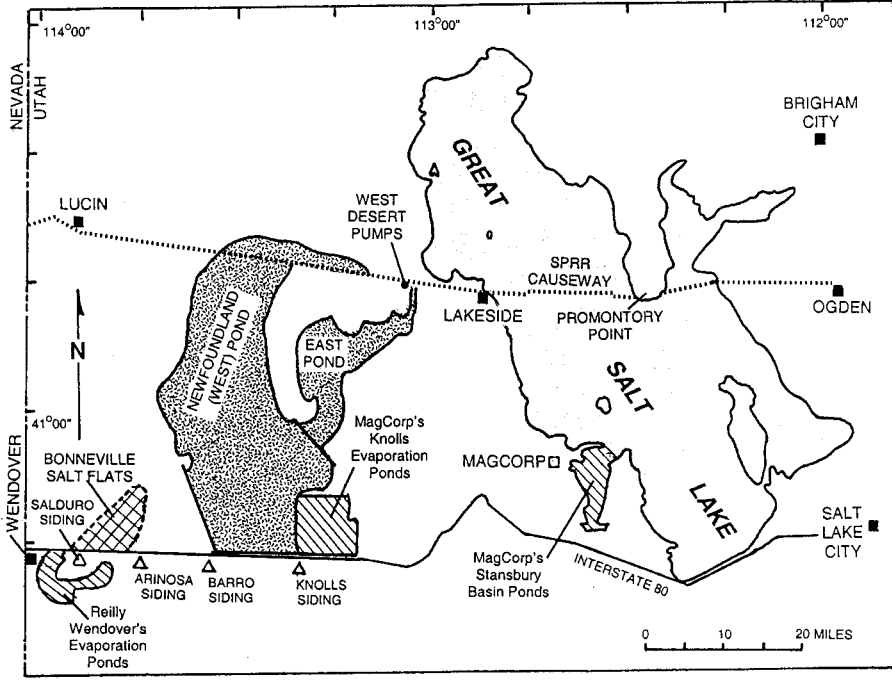 114°00"
113°00"
112°00"
NEVADA
UTAH
BRIGHAM
CITY
GREAT
LUCIN
WEST
DESERT
PUMPS
SPRR
CAUSEWAY
LAKESIDE
PROMONTORY
POINT
OGDEN
N
NEWFOUNDLAND
(WEST) POND
EAST
POND
SALT
41°00"
MagCorp's
Knolls
Evaporation
Ponds
BONNEVILLE
SALT FLATS
MAGCORP
WENDOVER
SALDURO
SIDING
LAKE
SALT
LAKE
CITY
ARINOSA
SIDING
BARRO
SIDING
KNOLLS
SIDING
MagCorp's
Stansbury
Basin Ponds
INTERSTATE 80
Reilly
Wendover's
Evaporation
Ponds
0 10 20 MILES